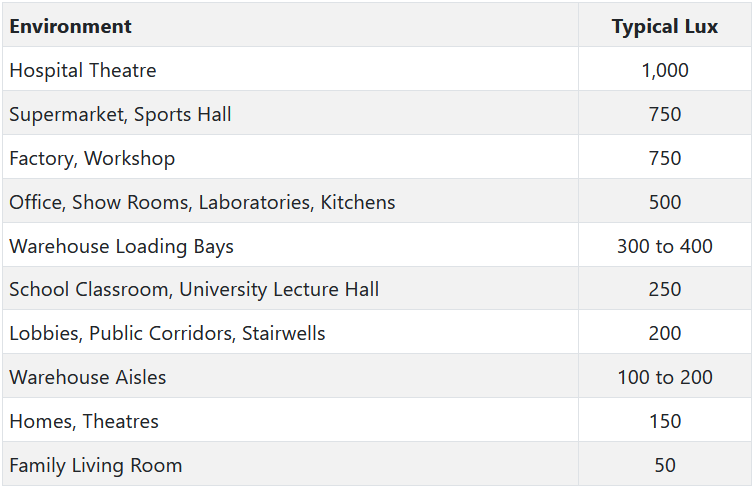 Environment Typical Lux
Hospital Theatre 1,000
Supermarket, Sports Hall 750
Factory, Workshop 750
Office, Show Rooms, Laboratories, Kitchens 500
Warehouse Loading Bays 300 to 400
School Classroom, University Lecture Hall 250
Lobbies, Public Corridors, Stairwells 200
Warehouse Aisles 100 to 200
Homes, Theatres 150
Family Living Room 50